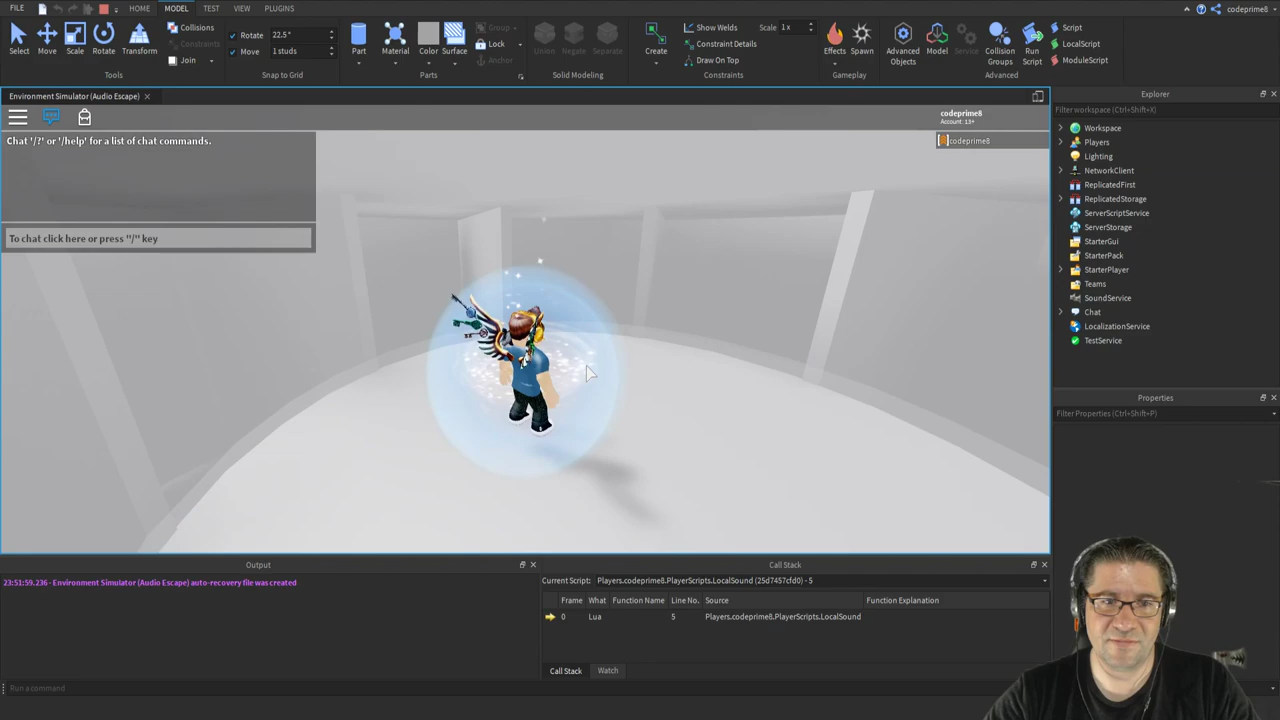 FILE
HOME
MODEL
TEST
VIEW
PLUGINS
codeprime8
Select
Move
Scale
Rotate
Transform
Collisions
Constraints
Join
Tools
Rotate
22.5°
Move
1 studs
Snap to Grid
Part
Material
Color
Surface
Group
Lock
Anchor
Parts
Union
Negate
Separate
Solid Modeling
Create
Show Welds
Scale
1x
Constraint Details
Draw On Top
Constraints
Effects
Spawn
Gameplay
Advanced
Objects
Model
Service
Collision
Groups
Run
Script
Script
LocalScript
ModuleScript
Advanced
Environment Simulator (Audio Escape)
codeprime8
Account: 13+
codeprime8
Chat '/?' or '/help' for a list of chat commands.
To chat click here or press "/" key
Explorer
Filter workspace (Ctrl+Shift+X)
Workspace
Players
Lighting
NetworkClient
ReplicatedFirst
ReplicatedStorage
ServerScriptService
ServerStorage
StarterGui
StarterPack
StarterPlayer
Teams
SoundService
Chat
LocalizationService
TestService
Properties
Filter Properties (Ctrl+Shift+P)
Output
23:51:59.236 - Environment Simulator (Audio Escape) auto-recovery file was created
Call Stack
Current Script: Players.codeprime8.PlayerScripts.LocalSound (25d7457cfd0) - 5
Frame What Function Name Line No. Source Function Explanation
0 Lua 5 Players.codeprime8.PlayerScripts.LocalSound
Call Stack
Watch
Run a command